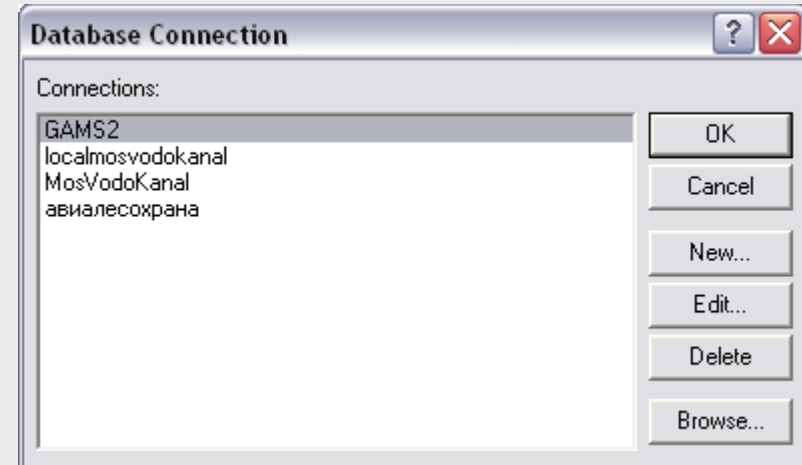 Database Connection
?
Connections:
GAMS2
localmosvodokanal
MosVodoKanal
авиалесохрана
OK
Cancel
New...
Edit...
Delete
Browse...